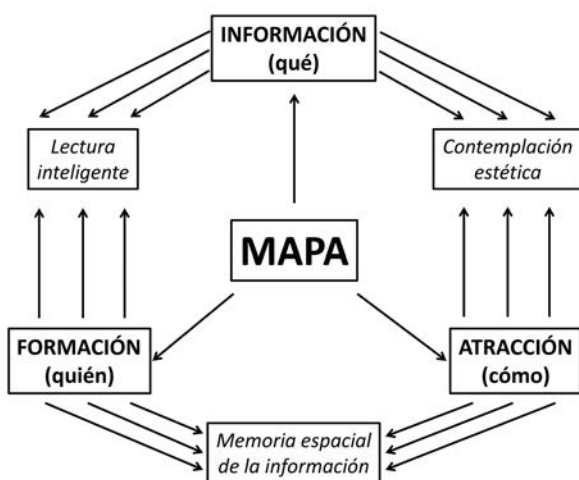 INFORMACIÓN
(qué)
Lectura
inteligente
Contemplación
estética
MAPA
FORMACIÓN
(quién)
ATRACCIÓN
(cómo)
Memoria espacial
de la información